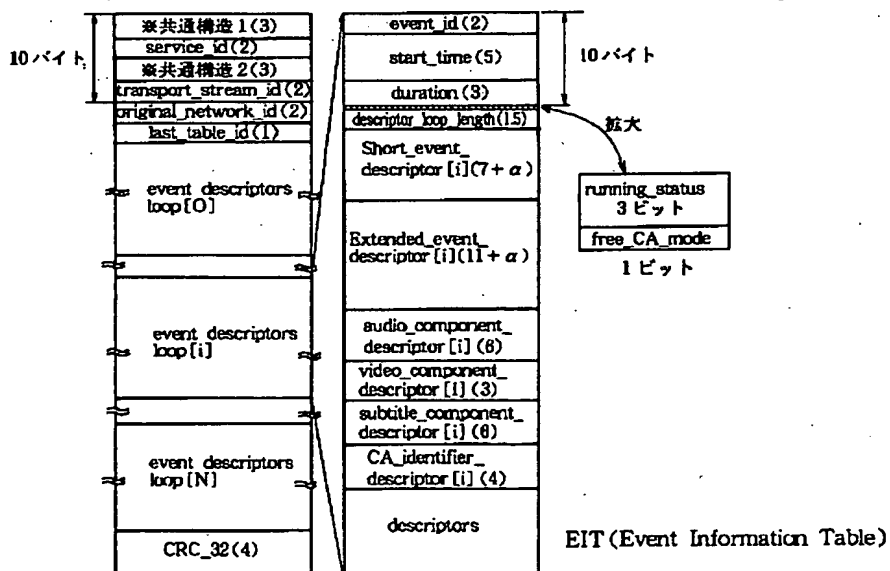 10バイト
※共通構造1(3)
service_id(2)
※共通構造2(3)
transport_stream_id(2)
original_network_id(2)
last_table_id(1)
event descriptors
loop[0]
event descriptors
loop[i]
event descriptors
loop[N]
CRC_32(4)
event_id(2)
start_time(5)
duration(3)
descriptor_loop_length(1.5)
Short_event_
descriptor[i](7+α)
Extended_event_
descriptor[i](11+α)
audio_component_
descriptor[i](6)
video_component_
descriptor[i](3)
subtitle_component_
descriptor[i](6)
CA_identifier_
descriptor[i](4)
descriptors
10バイト
拡大
running_status
3ビット
free_CA_mode
1ビット
EIT(Event Information Table)